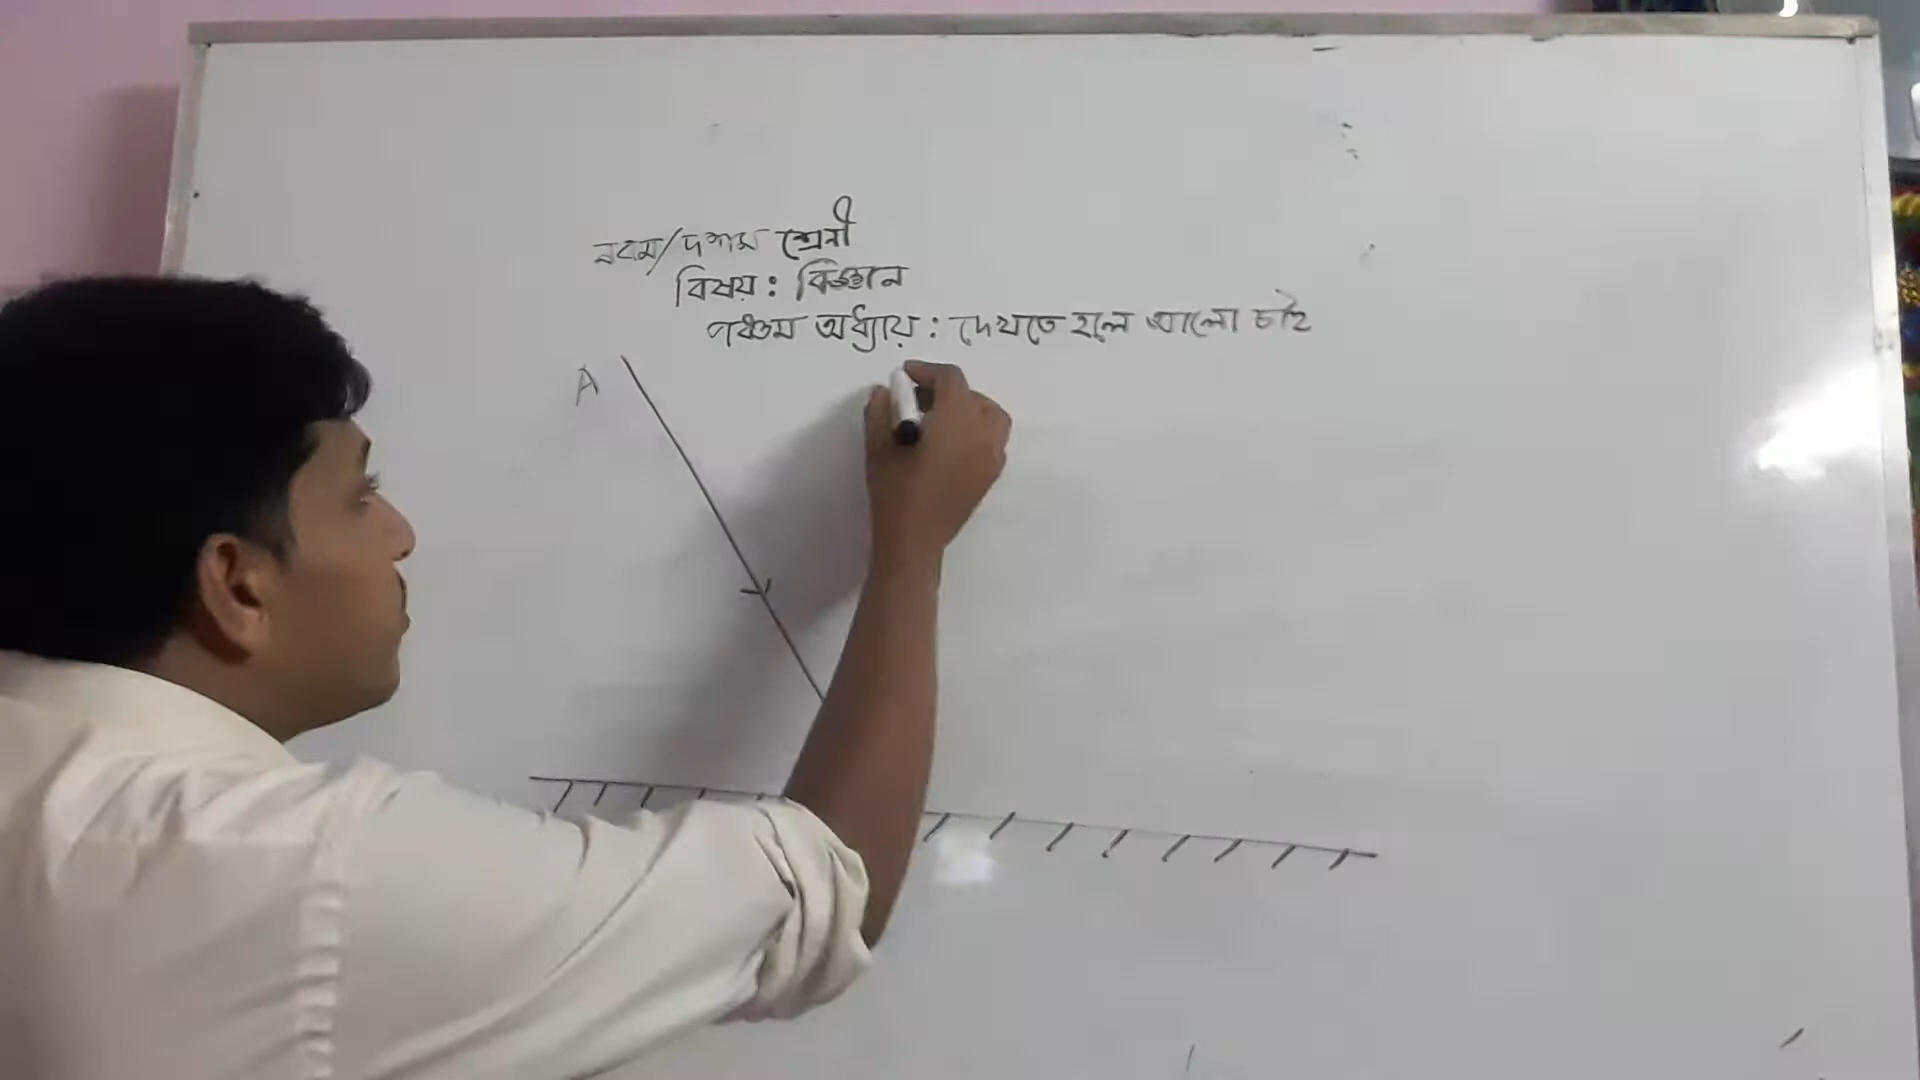 নবম/দশম শ্রেনী
বিষয়: বিজ্ঞান
পঞ্চম অধ্যায়: দেখতে হলে আলো চাই
A